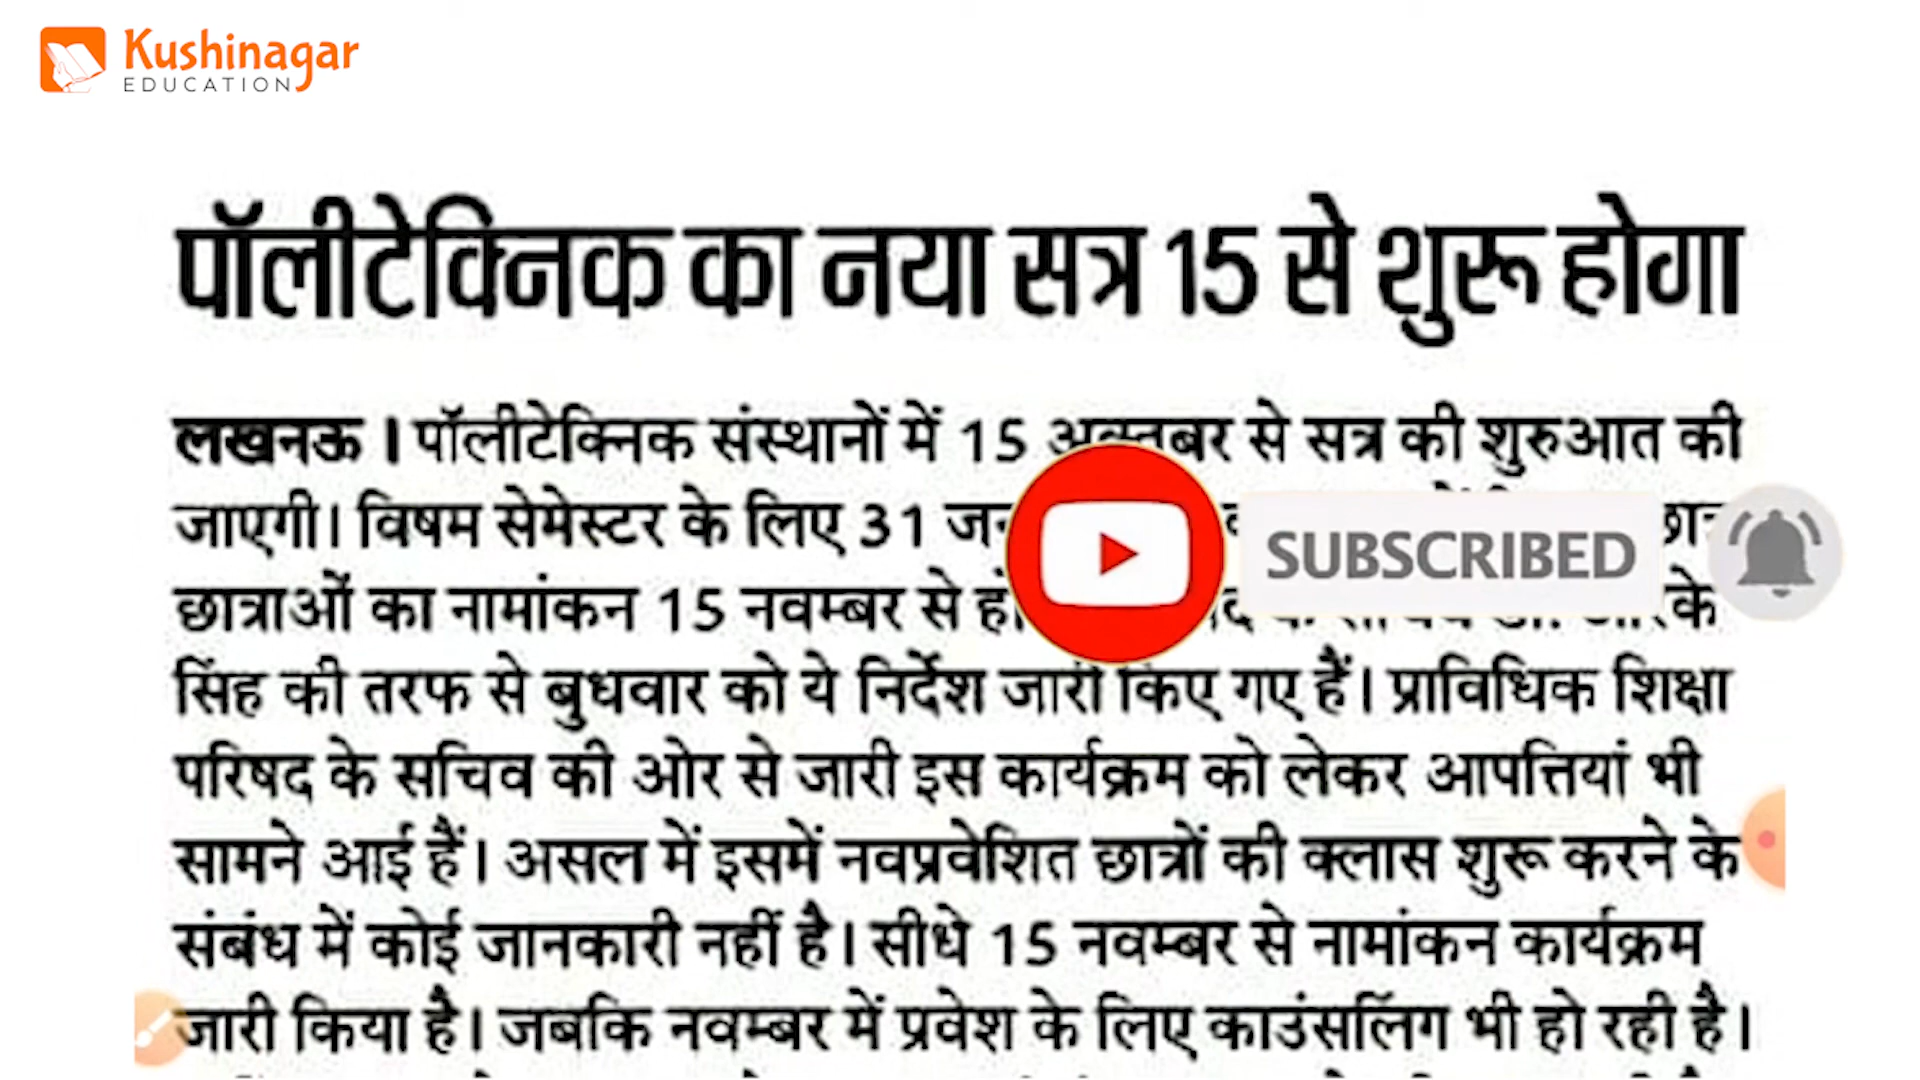 Kushinagar
EDUCATION
पॉलीटेक्निक का नया सत्र 15 से शुरू होगा
लखनऊ । पॉलीटेक्निक संस्थानों में 15 अक्तूबर से सत्र की शुरुआत की
जाएगी। विषम सेमेस्टर के लिए 31
SUBSCRIBED
छात्राओं का नामांकन 15 नवम्बर से
सिंह की तरफ से बुधवार को ये निर्देश जारी किए गए हैं। प्राविधिक शिक्षा
परिषद के सचिव की ओर से जारी इस कार्यक्रम को लेकर आपत्तियां भी
सामने आई हैं। असल में इसमें नवप्रवेशित छात्रों की क्लास शुरू करने के
संबंध में कोई जानकारी नहीं है। सीधे 15 नवम्बर से नामांकन कार्यक्रम
जारी किया है। जबकि नवम्बर में प्रवेश के लिए काउंसलिंग भी हो रही है।